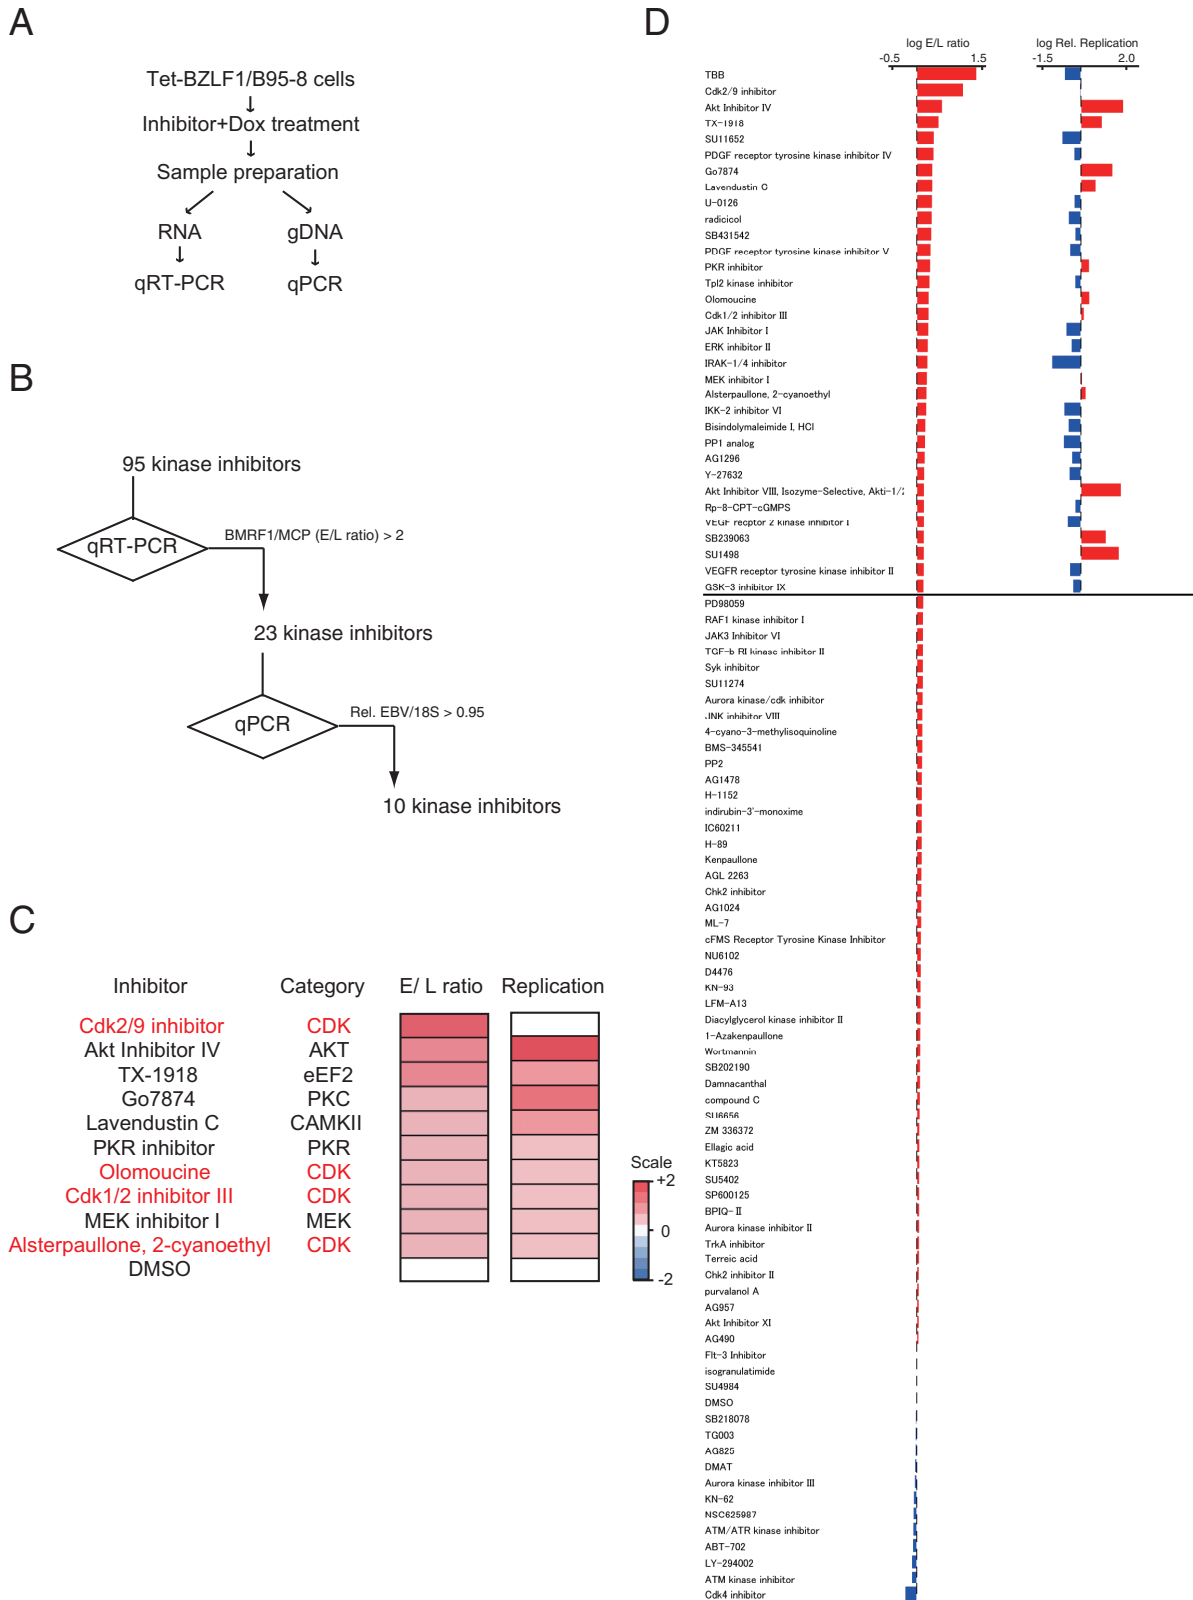 A
Tet-BZLF1/B95-8 cells
Inhibitor+Dox treatment
Sample preparation
RNA gDNA
qRT-PCR qPCR
B
95 kinase inhibitors
qRT-PCR
BMRF1/MCP (E/L ratio) > 2
23 kinase inhibitors
qPCR
Rel. EBV/18S > 0.95
10 kinase inhibitors
C
Inhibitor Category E/ L ratio Replication
Cdk2/9 inhibitor CDK
Akt Inhibitor IV AKT
TX-1918 eEF2
Go7874 PKC
Lavendustin C CAMKII
PKR inhibitor PKR
Olomoucine CDK
Cdk1/2 inhibitor III CDK
MEK inhibitor I MEK
Alsterpaullone, 2-cyanoethyl CDK
DMSO
Scale
+2
0
-2
D
log E/L ratio log Rel. Replication
-0.5 1.5 -1.5 2.0
TBB
Cdk2/9 inhibitor
Akt Inhibitor IV
TX-1918
SU11652
PDGF receptor tyrosine kinase inhibitor IV
Go7874
Lavendustin C
U-0126
radicicol
SB431542
PDGF receptor tyrosine kinase inhibitor V
PKR inhibitor
Tpl2 kinase inhibitor
Olomoucine
Cdk1/2 inhibitor III
JAK Inhibitor I
ERK inhibitor II
IRAK-1/4 inhibitor
MEK inhibitor I
Alsterpaullone, 2-cyanoethyl
IKK-2 inhibitor VI
Bisindolymaleimide I, HCl
PP1 analog
AG1296
Y-27632
Akt Inhibitor VIII, Isozyme-Selective, Akti-1/2
Rp-8-CPT-cGMPS
VEGF recptor 2 kinase inhibitor I
SB239063
SU1498
VEGFR receptor tyrosine kinase inhibitor II
GSK-3 inhibitor IX
PD98059
RAF1 kinase inhibitor I
JAK3 Inhibitor VI
TGF-b RI kinase inhibitor II
Syk inhibitor
SU11274
Aurora kinase/cdk inhibitor
JNK inhibitor VIII
4-cyano-3-methylisoquinoline
BMS-345541
PP2
AG1478
H-1152
indirubin-3'-monoxime
IC60211
H-89
Kenpaullone
AGL 2263
Chk2 inhibitor
AG1024
ML-7
cFMS Receptor Tyrosine Kinase Inhibitor
NU6102
D4476
KN-93
LFM-A13
Diacylglycerol kinase inhibitor II
1-Azakenpaullone
Wortmannin
SB202190
Damnacanthal
compound C
SU6656
ZM 336372
Ellagic acid
KT5823
SU5402
SP600125
BPIQ-II
Aurora kinase inhibitor II
TrkA inhibitor
Terreic acid
Chk2 inhibitor II
purvalanol A
AG957
Akt Inhibitor XI
AG490
Flt-3 Inhibitor
isogranulatimide
SU4984
DMSO
SB218078
TG003
AG825
DMAT
Aurora kinase inhibitor III
KN-62
NSC625987
ATM/ATR kinase inhibitor
ABT-702
LY-294002
ATM kinase inhibitor
Cdk4 inhibitor